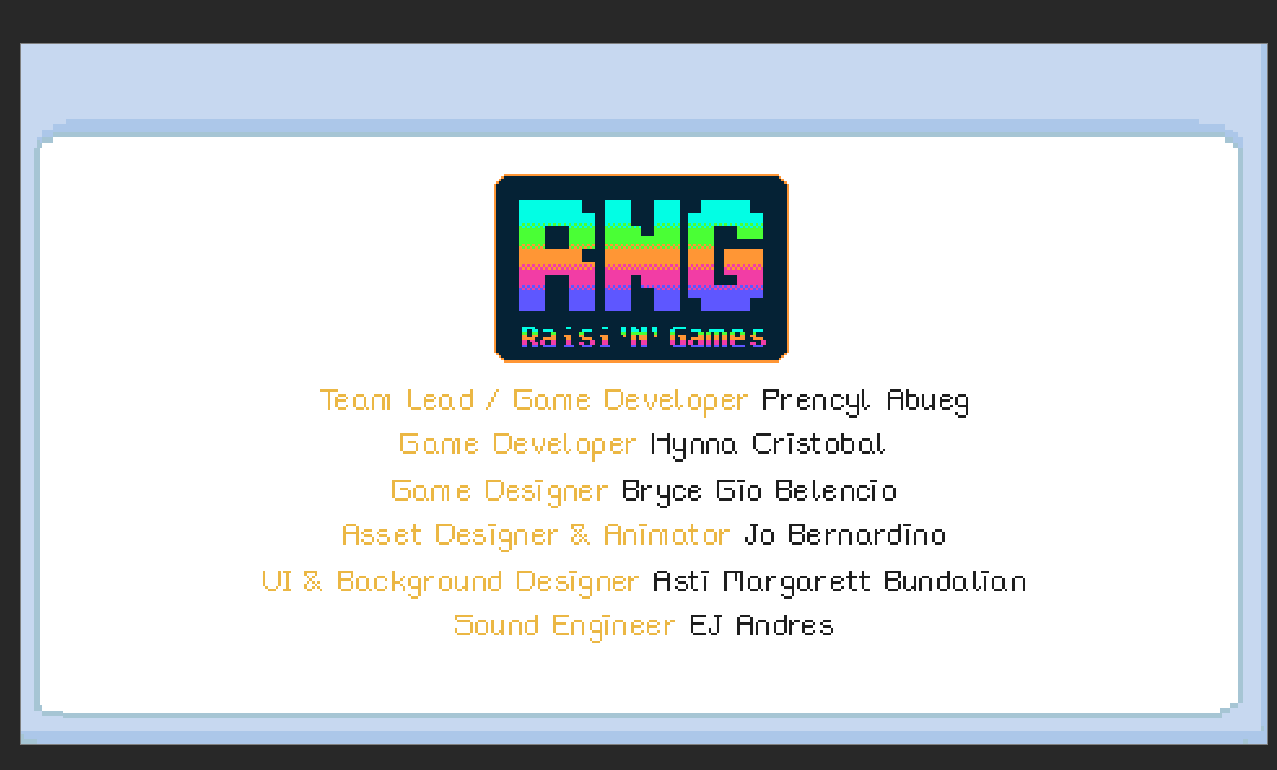 RNG
Raisi'N' Games
Team Lead / Game Developer Prencyl Abueg
Game Developer Hynna Cristobal
Game Designer Bryce Gio Belencio
Asset Designer & Animator Jo Bernardino
UI & Background Designer Asti Margarett Bundalian
Sound Engineer EJ Andres